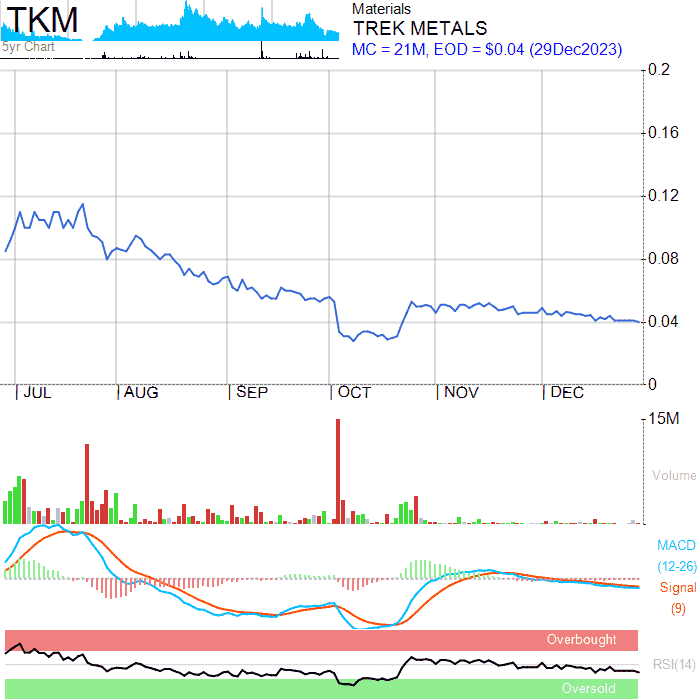 TKM
5yr Chart
Materials
TREK METALS
MC = 21M, EOD = $0.04 (29Dec2023)
0.2
0.16
0.12
0.08
0.04
0
JUL AUG SEP OCT NOV DEC
15M
Volume
MACD
(12-26)
Signal
(9)
Overbought
RSI(14)
Oversold